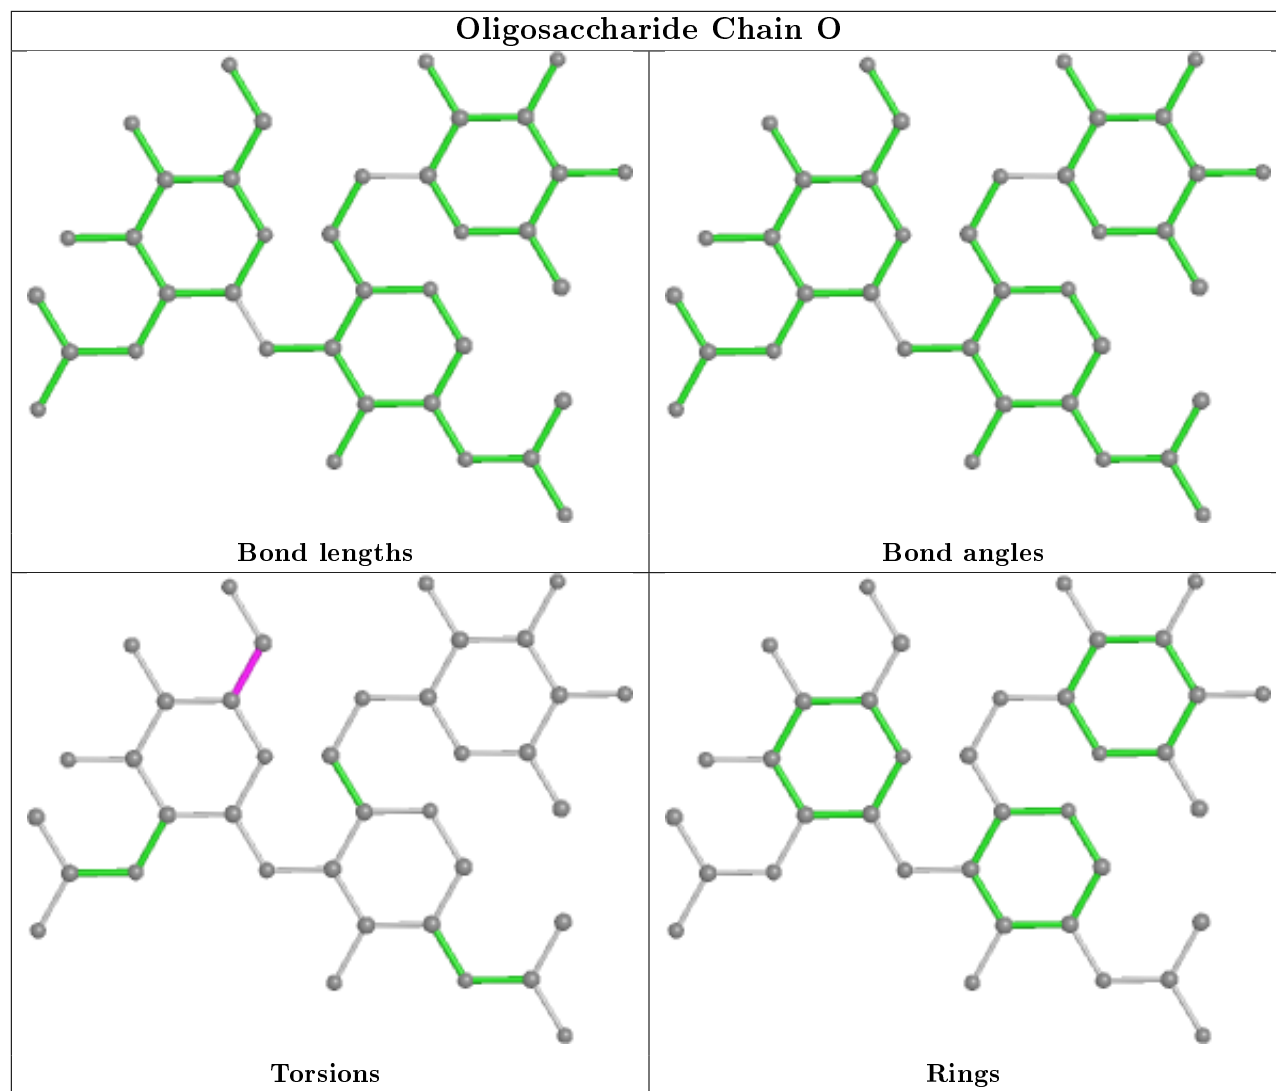 Oligosaccharide Chain O
Bond lengths
Bond angles
Torsions
Rings